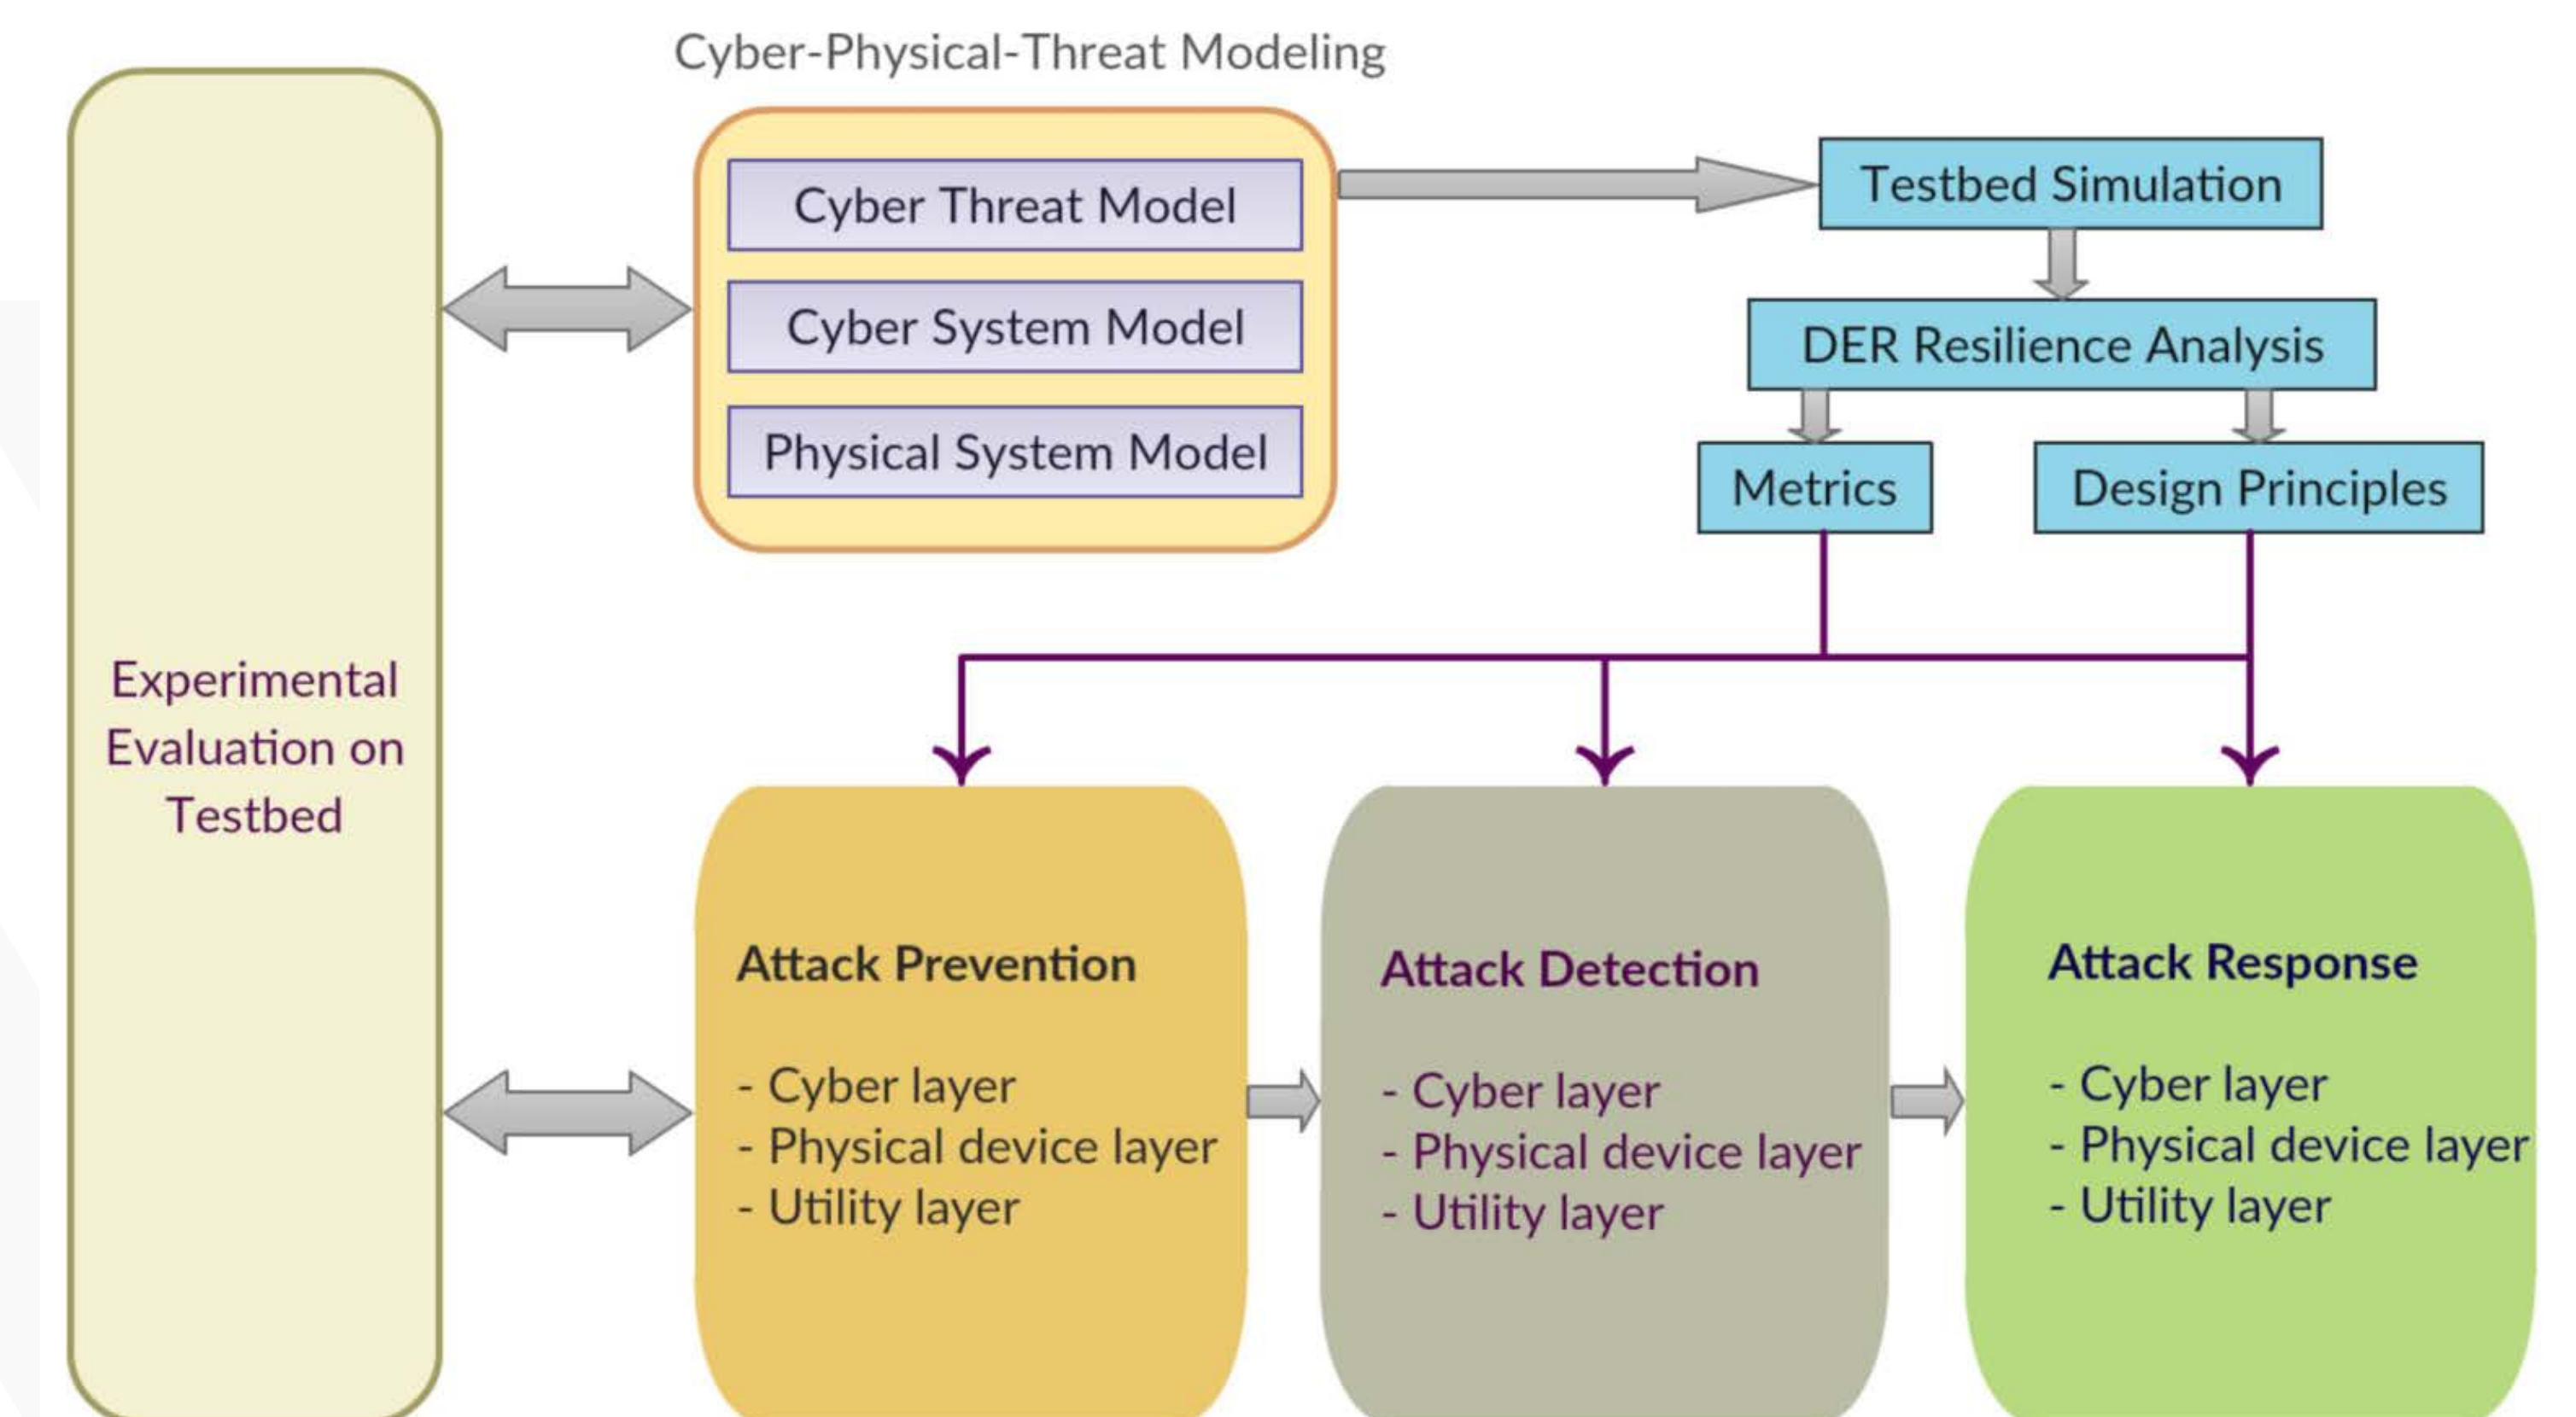 Cyber-Physical-Threat Modeling
Cyber Threat Model
Cyber System Model
Physical System Model
Testbed Simulation
DER Resilience Analysis
Metrics
Design Principles
Experimental
Evaluation on
Testbed
Attack Prevention
- Cyber layer
- Physical device layer
- Utility layer
Attack Detection
- Cyber layer
- Physical device layer
- Utility layer
Attack Response
- Cyber layer
- Physical device layer
- Utility layer